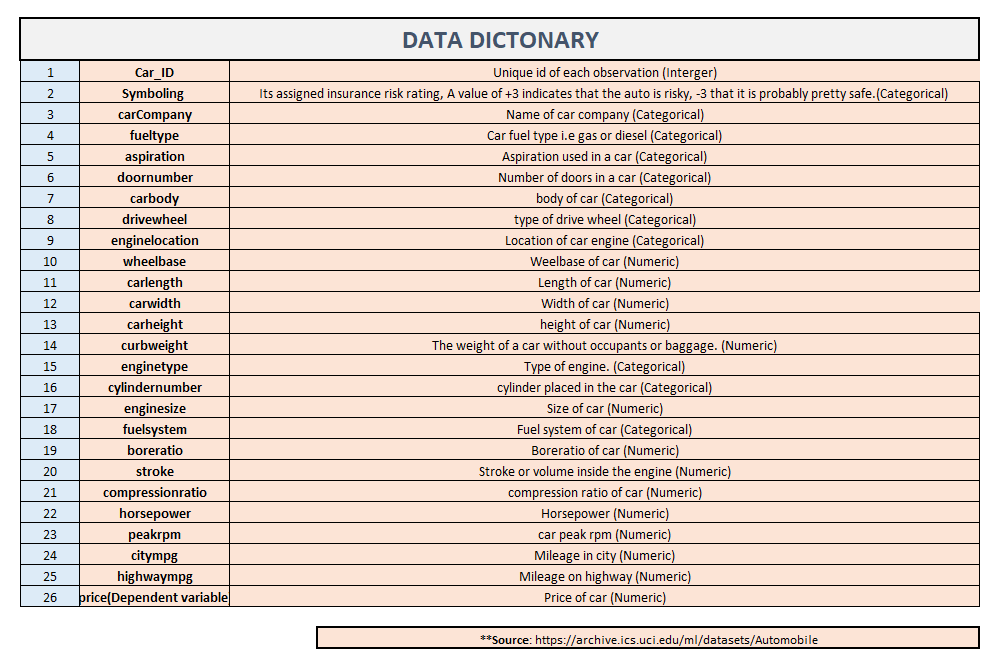 DATA DICTONARY
1 Car_ID Unique id of each observation (Interger)
2 Symboling Its assigned insurance risk rating, A value of +3 indicates that the auto is risky, -3 that it is probably pretty safe.(Categorical)
3 carCompany Name of car company (Categorical)
4 fueltype Car fuel type i.e gas or diesel (Categorical)
5 aspiration Aspiration used in a car (Categorical)
6 doornumber Number of doors in a car (Categorical)
7 carbody body of car (Categorical)
8 drivewheel type of drive wheel (Categorical)
9 enginelocation Location of car engine (Categorical)
10 wheelbase Weelbase of car (Numeric)
11 carlength Length of car (Numeric)
12 carwidth Width of car (Numeric)
13 carheight height of car (Numeric)
14 curbweight The weight of a car without occupants or baggage. (Numeric)
15 enginetype Type of engine. (Categorical)
16 cylindernumber cylinder placed in the car (Categorical)
17 enginesize Size of car (Numeric)
18 fuelsystem Fuel system of car (Categorical)
19 boreratio Boreratio of car (Numeric)
20 stroke Stroke or volume inside the engine (Numeric)
21 compressionratio compression ratio of car (Numeric)
22 horsepower Horsepower (Numeric)
23 peakrpm car peak rpm (Numeric)
24 citympg Mileage in city (Numeric)
25 highwaympg Mileage on highway (Numeric)
26 price(Dependent variable Price of car (Numeric)
**Source: https://archive.ics.uci.edu/ml/datasets/Automobile